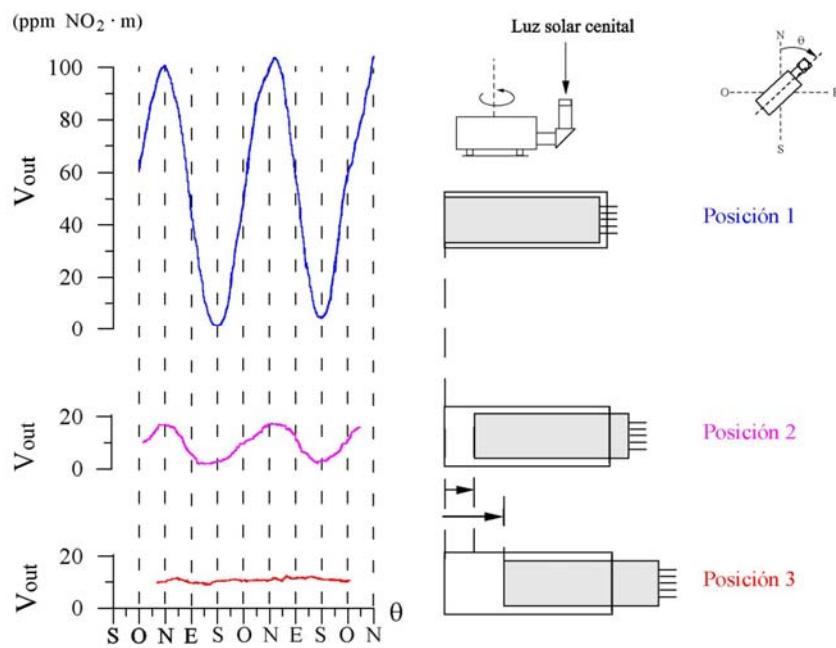 (ppm NO₂ · m)
Luz solar cenital
N
θ
O
S
100
80
60
40
20
0
Vout
Posición 1
20
0
Vout
Posición 2
20
0
Vout
Posición 3
S O N E S O N E S O N
θ